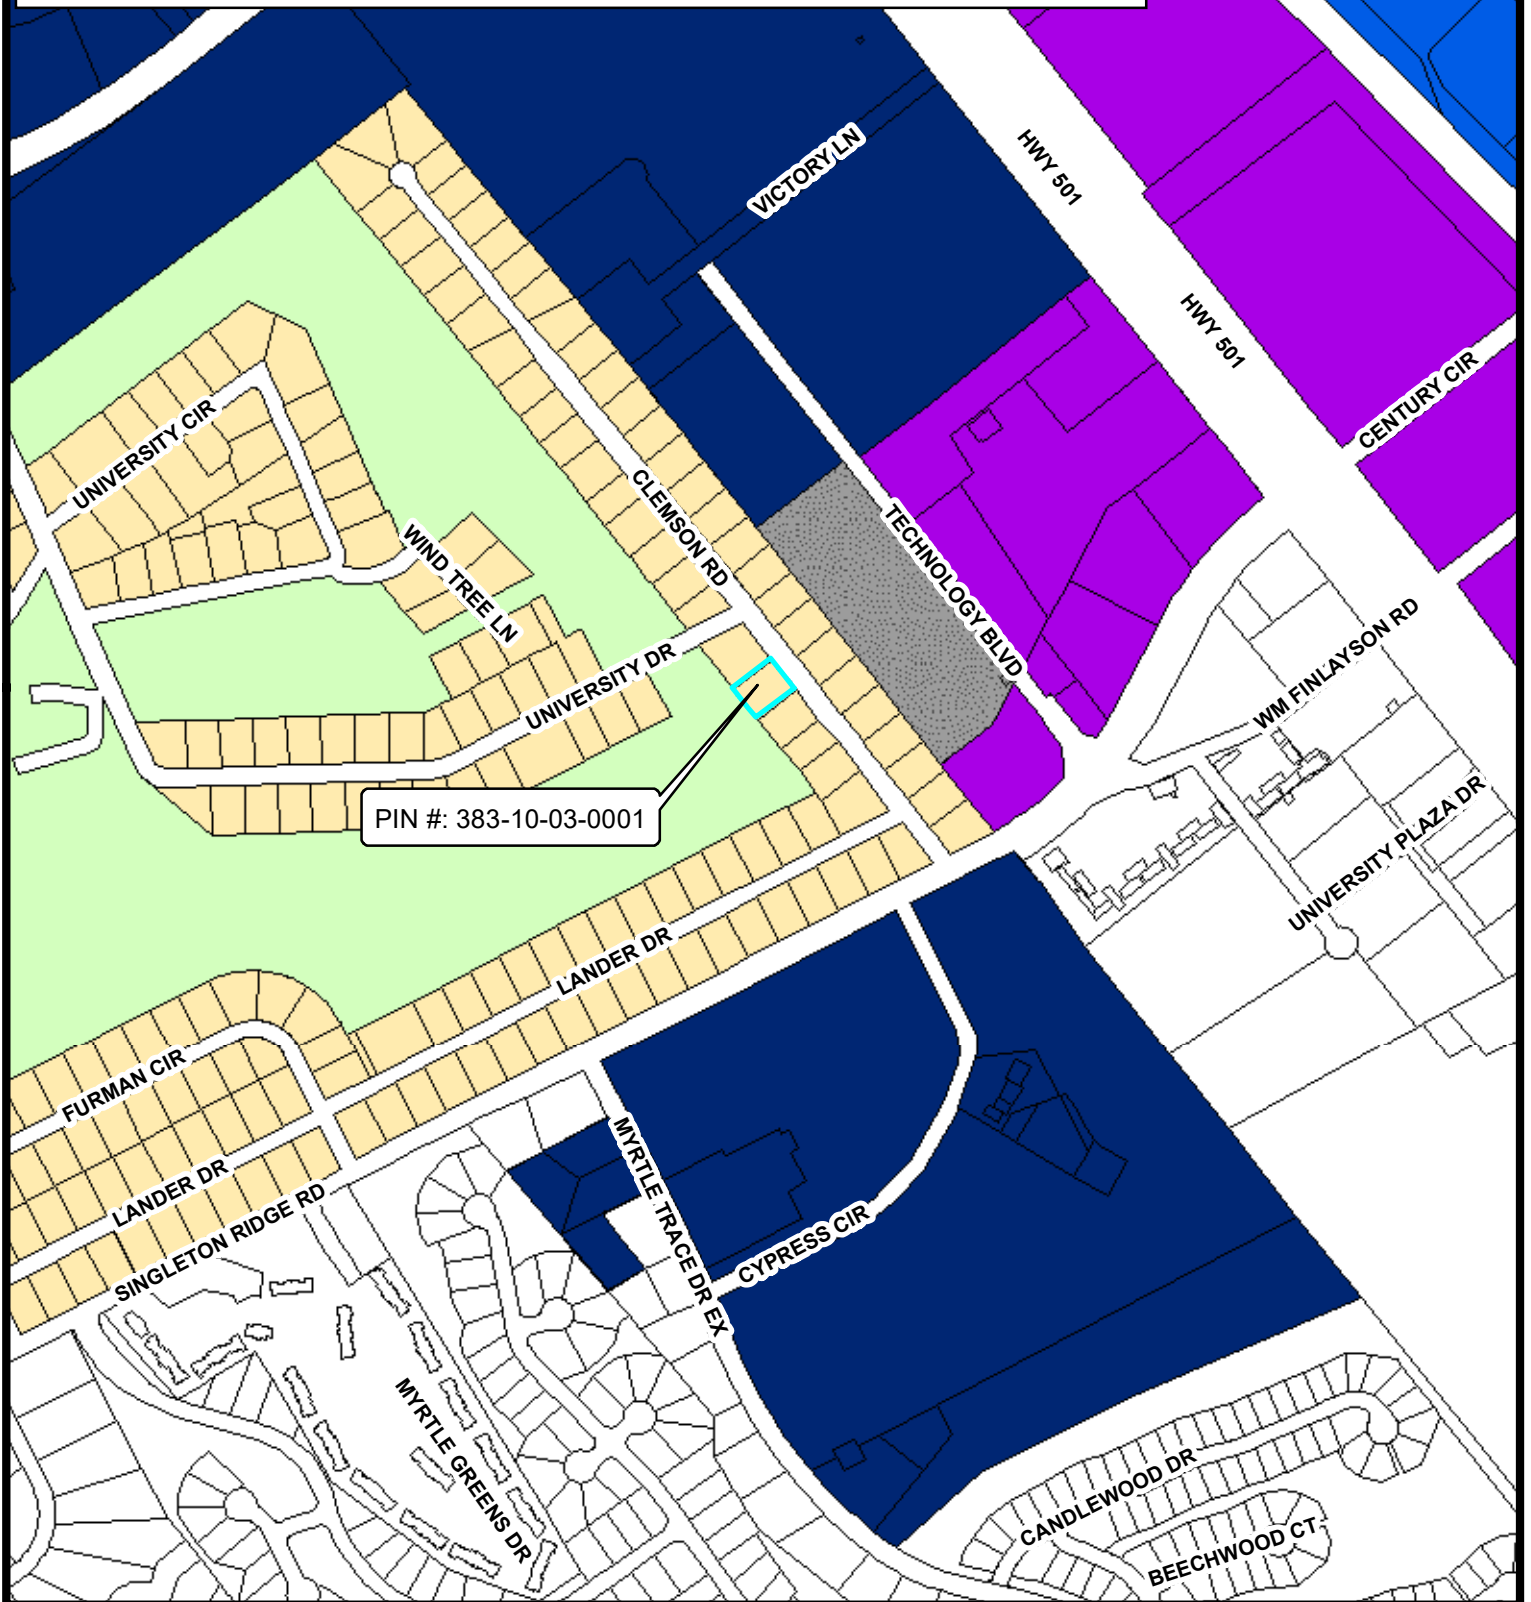 VICTORY LN
HWY 501
HWY 501
CENTURY CIR
UNIVERSITY CIR
CLEMSON RD
WIND TREE LN
TECHNOLOGY BLVD
UNIVERSITY DR
WM FINLAYSON RD
PIN #: 383-10-03-0001
UNIVERSITY PLAZA DR
LANDER DR
FURMAN CIR
LANDER DR
SINGLETON RIDGE RD
MYRTLE TRACE DR EX
CYPRESS CIR
MYRTLE GREENS DR
CANDLEWOOD DR
BEECHWOOD CT